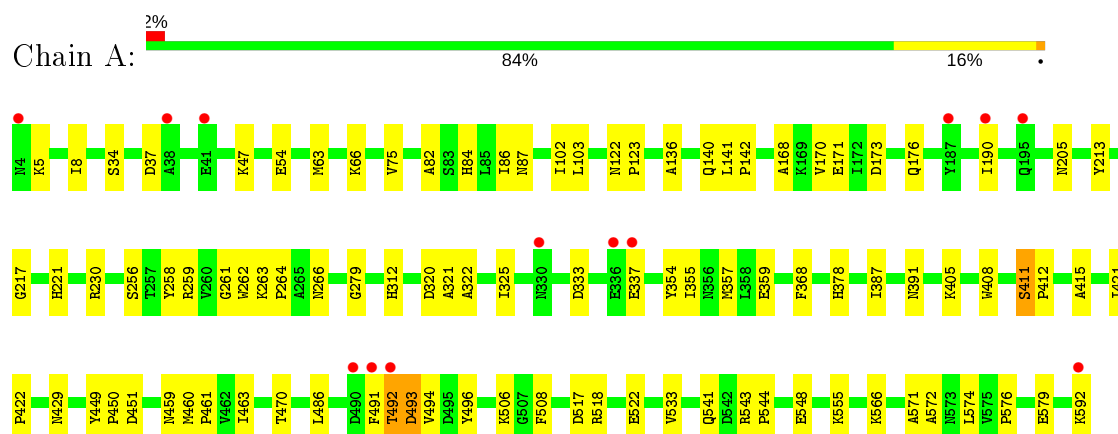 2%
Chain A:
84% 16% •
N4 K5 I8 S34 D37 A38 E41 K47 E54 M63 K66 V75 A82 S83 H84 L85 I86 N87 I102 L103 N122 P123 A136 Q140 L141 P142 A168 K169 V170 E171 I172 D173 Q176 Y187 I190 Q195 N205 Y213
G217 H221 R230 S256 T257 Y258 R259 V260 G261 W262 K263 P264 A265 N266 G279 H312 D320 A321 A322 I325 N330 D333 E336 E337 Y354 I355 N356 M357 L358 E359 F368 H378 I387 N391 K405 W408 S411 P412 A415 I421
P422 N429 Y449 P450 D451 N459 M460 P461 V462 I463 T470 L486 D490 F491 T492 D493 V494 D495 Y496 K506 G507 F508 D517 R518 E522 V533 Q541 D542 R543 P544 E548 K555 K566 A571 A572 N573 L574 V575 P576 E579 K592